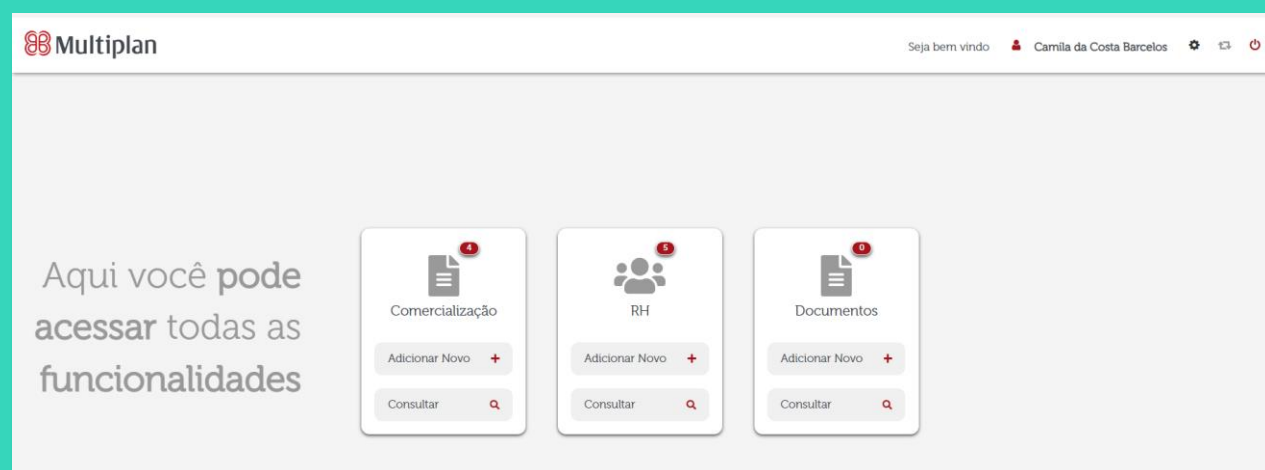 Multiplan
Seja bem vindo Camila da Costa Barcelos
Aqui você pode
acessar todas as
funcionalidades
4
Comercialização
Adicionar Novo +
Consultar
5
RH
Adicionar Novo +
Consultar
0
Documentos
Adicionar Novo +
Consultar